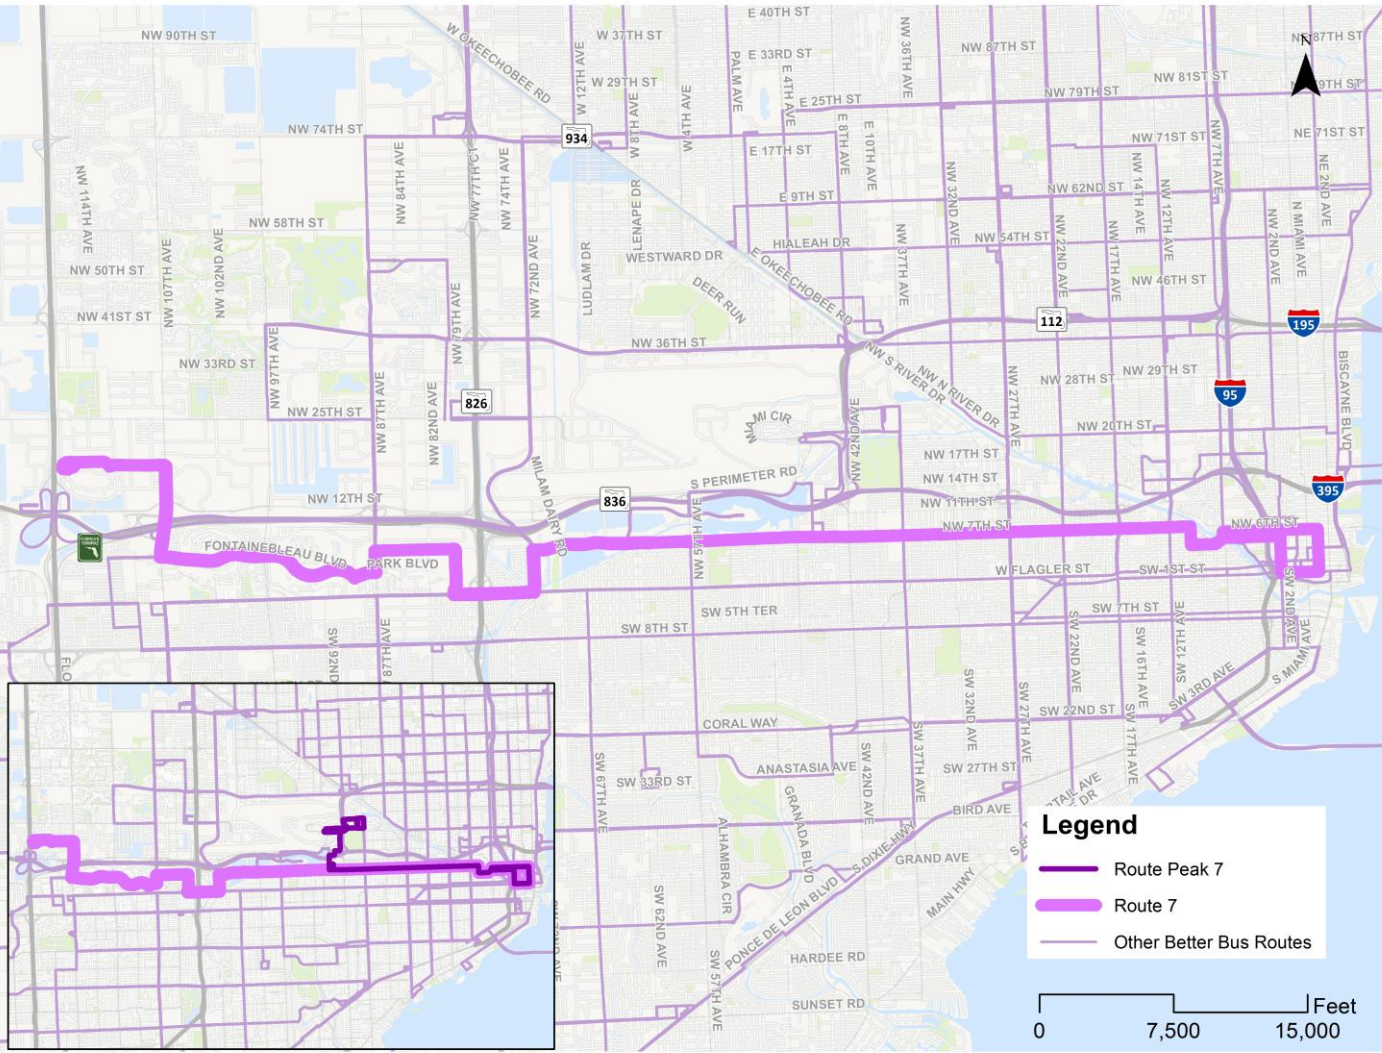 E 40TH ST
NW 90TH ST
W OKEECHOBEE RD
W 37TH ST
W 12TH AVE
PALM AVE
E 33RD ST
E 4TH AVE
NW 36TH AVE
NW 87TH ST
N
87TH ST
W 29TH ST
W 8TH AVE
W 4TH AVE
E 25TH ST
NW 81ST ST
NW 79TH ST
NW 74TH ST
934
E 17TH ST
E 8TH AVE
E 10TH AVE
NW 71ST ST
NW 7TH AVE
NE 71ST ST
NW 114TH AVE
NW 84TH AVE
NW 77TH CT
NW 74TH AVE
LENAPE DR
E 9TH ST
NW 32ND AVE
NW 62ND ST
NW 14TH AVE
NW 12TH AVE
NE 2ND AVE
NW 58TH ST
NW 107TH AVE
NW 102ND AVE
NW 72ND AVE
LUDLAM DR
WESTWARD DR
HIALEAH DR
NW 37TH AVE
NW 54TH ST
NW 22ND AVE
NW 17TH AVE
NW 2ND AVE
N MIAMI AVE
NW 50TH ST
NW 41ST ST
DEER RUN
E OKEECHOBEE RD
NW 46TH ST
NW 79TH AVE
112
195
NW 33RD ST
NW 97TH AVE
NW 36TH ST
NW S RIVER DR
NW N RIVER DR
NW 27TH AVE
NW 28TH ST
NW 29TH ST
BISCAYNE BLVD
NW 25TH ST
NW 87TH AVE
NW 82ND AVE
826
95
MIAMI CIR
NW 42ND AVE
NW 20TH ST
NW 17TH ST
NW 14TH ST
NW 12TH ST
MILAM DAIRY RD
836
S PERIMETER RD
NW 11TH ST
395
NW 57TH AVE
NW 7TH ST
NW 6TH ST
FONTAINEBLEAU BLVD
PARK BLVD
W FLAGLER ST
SW 1ST ST
SW 5TH TER
SW 8TH ST
SW 7TH ST
SW 2ND AVE
SW 92ND
87TH AVE
FLO
SW 22ND AVE
SW 16TH AVE
SW 12TH AVE
S MIAMI AVE
SW 3RD AVE
SW 32ND AVE
SW 27TH AVE
SW 22ND ST
SW 17TH AVE
CORAL WAY
SW 67TH AVE
SW 33RD ST
ANASTASIA AVE
SW 42ND AVE
SW 37TH AVE
SW 27TH ST
GRANADA BLVD
BIRD AVE
ALHAMBRA CIR
S DIXIE HWY
GRAND AVE
MAIN HWY
SW 62ND AVE
PONCE DE LEON BLVD
SW 57TH AVE
HARDEE RD
SUNSET RD
Legend
Route Peak 7
Route 7
Other Better Bus Routes
Feet
0 7,500 15,000